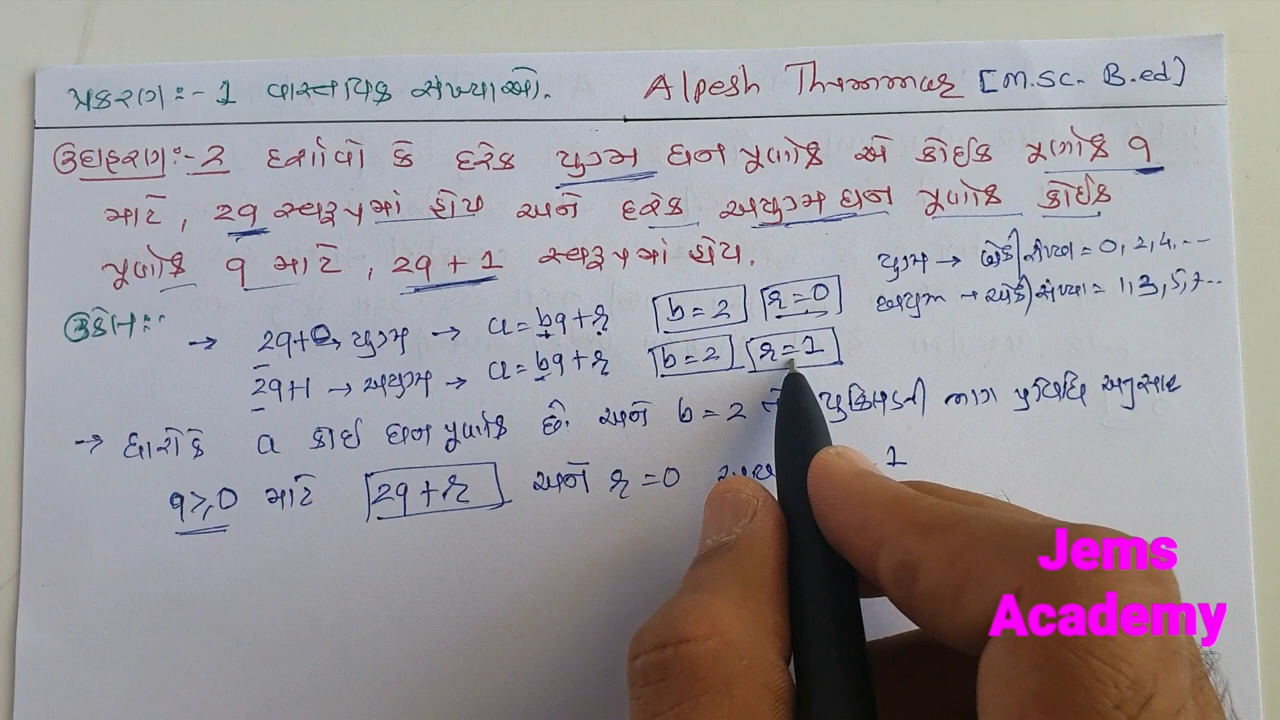 પ્રકરણ:-1 વાસ્તવિક સંખ્યાઓ. Alpesh Thummar [M.Sc. B.ed]
ઉદાહરણ:-2 દર્શાવો કે દરેક યુગ્મ ધન પૂર્ણાંક એ કોઈક પૂર્ણાંક q
માટે, 2q સ્વરૂપમાં હોય અને દરેક અયુગ્મ ધન પૂર્ણાંક કોઈક
પૂર્ણાંક q માટે, 2q + 1 સ્વરૂપમાં હોય.
યુગ્મ → બેકી સંખ્યા = 0, 2, 4, ...
અયુગ્મ → એકી સંખ્યા = 1, 3, 5, 7...
ઉકેલ:
→ 2q+0 → યુગ્મ → a = bq + r b = 2 r = 0
2q+1 → અયુગ્મ → a = bq + r b = 2 r = 1
→ ધારોકે a કોઈ ધન પૂર્ણાંક છે. અને b = 2 યુક્લિડની ભાગ પ્રવિધિ અનુસાર
q ≥ 0 માટે 2q + r અને r = 0 1
Jems
Academy